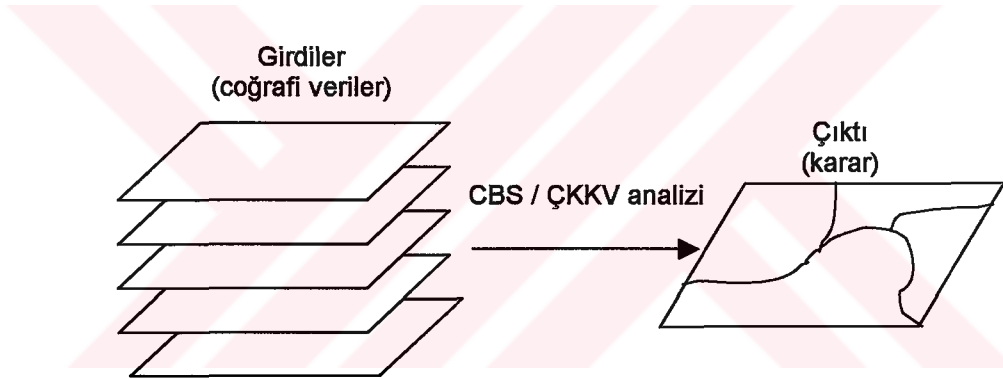 Girdiler
(coğrafi veriler)
Çıktı
(karar)
CBS / ÇKKV analizi